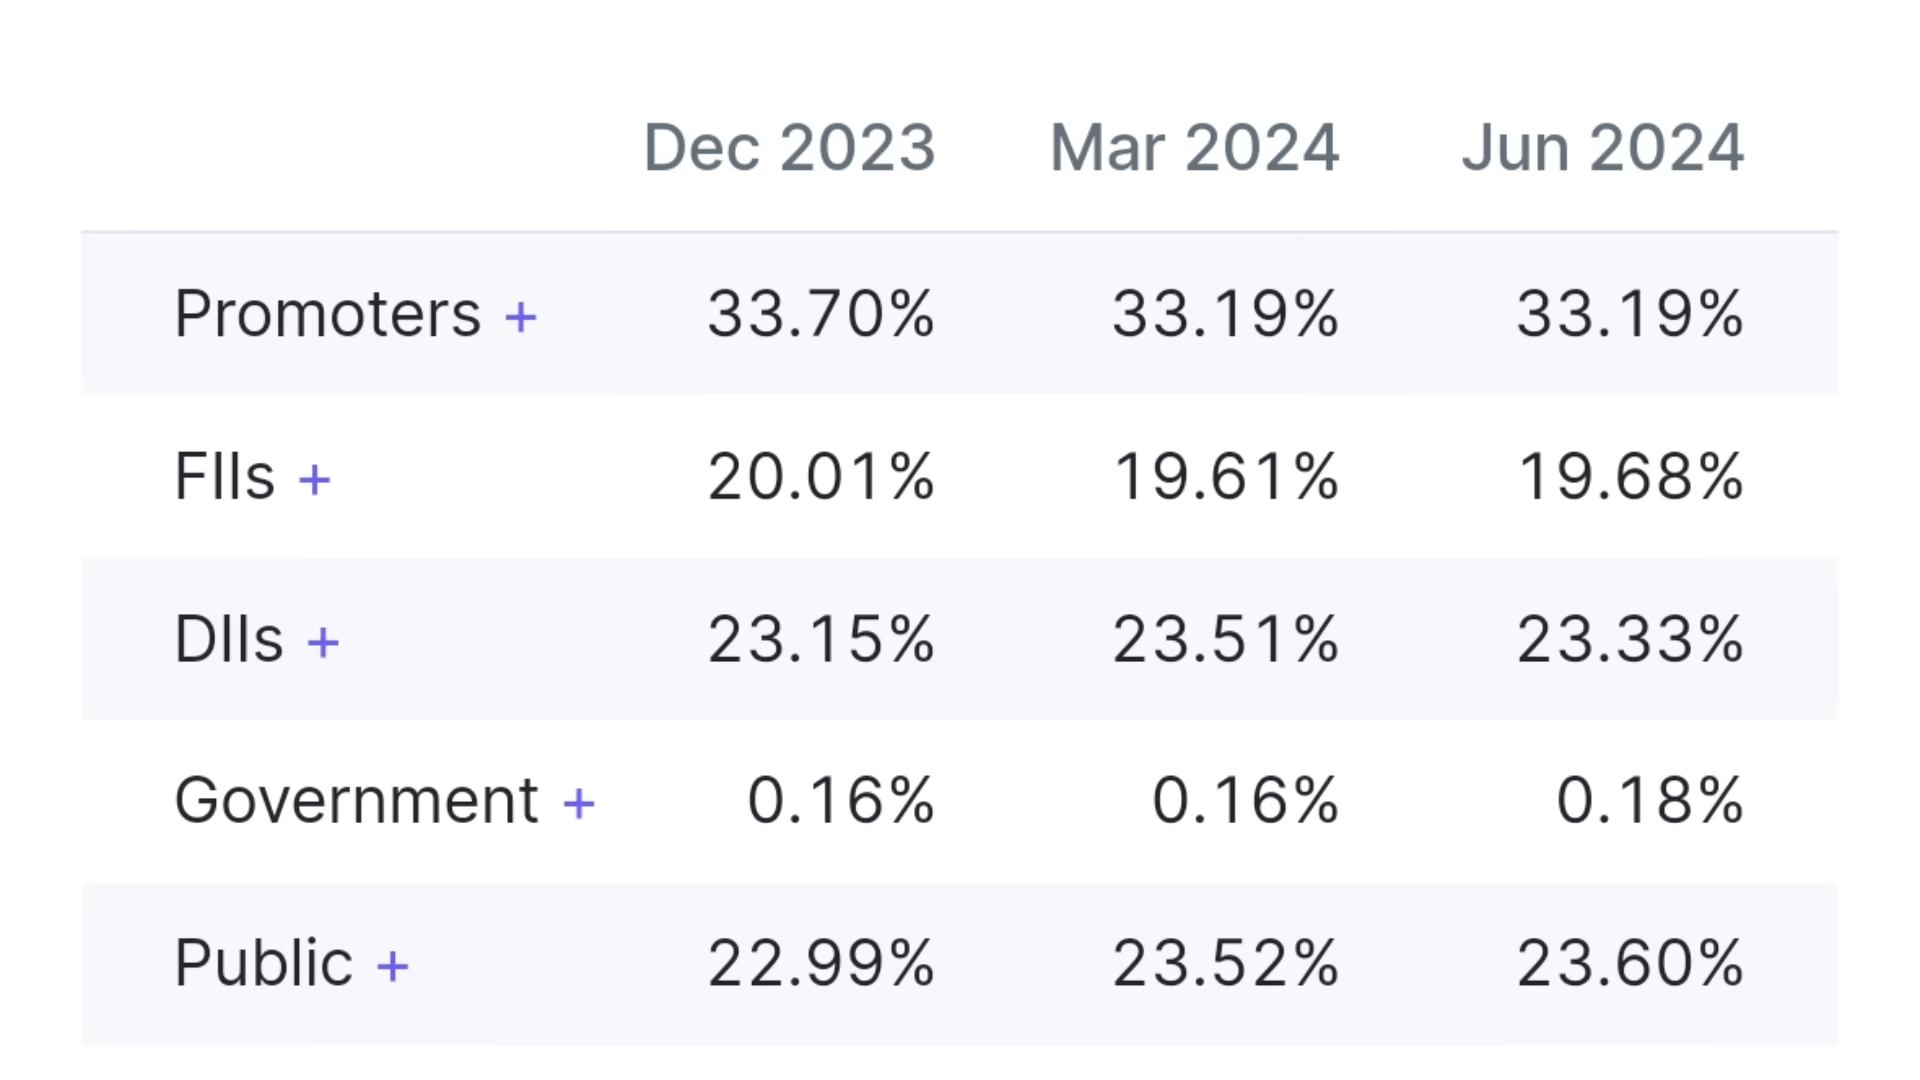 Dec 2023 Mar 2024 Jun 2024
Promoters + 33.70% 33.19% 33.19%
FIIs + 20.01% 19.61% 19.68%
DIIs + 23.15% 23.51% 23.33%
Government + 0.16% 0.16% 0.18%
Public + 22.99% 23.52% 23.60%